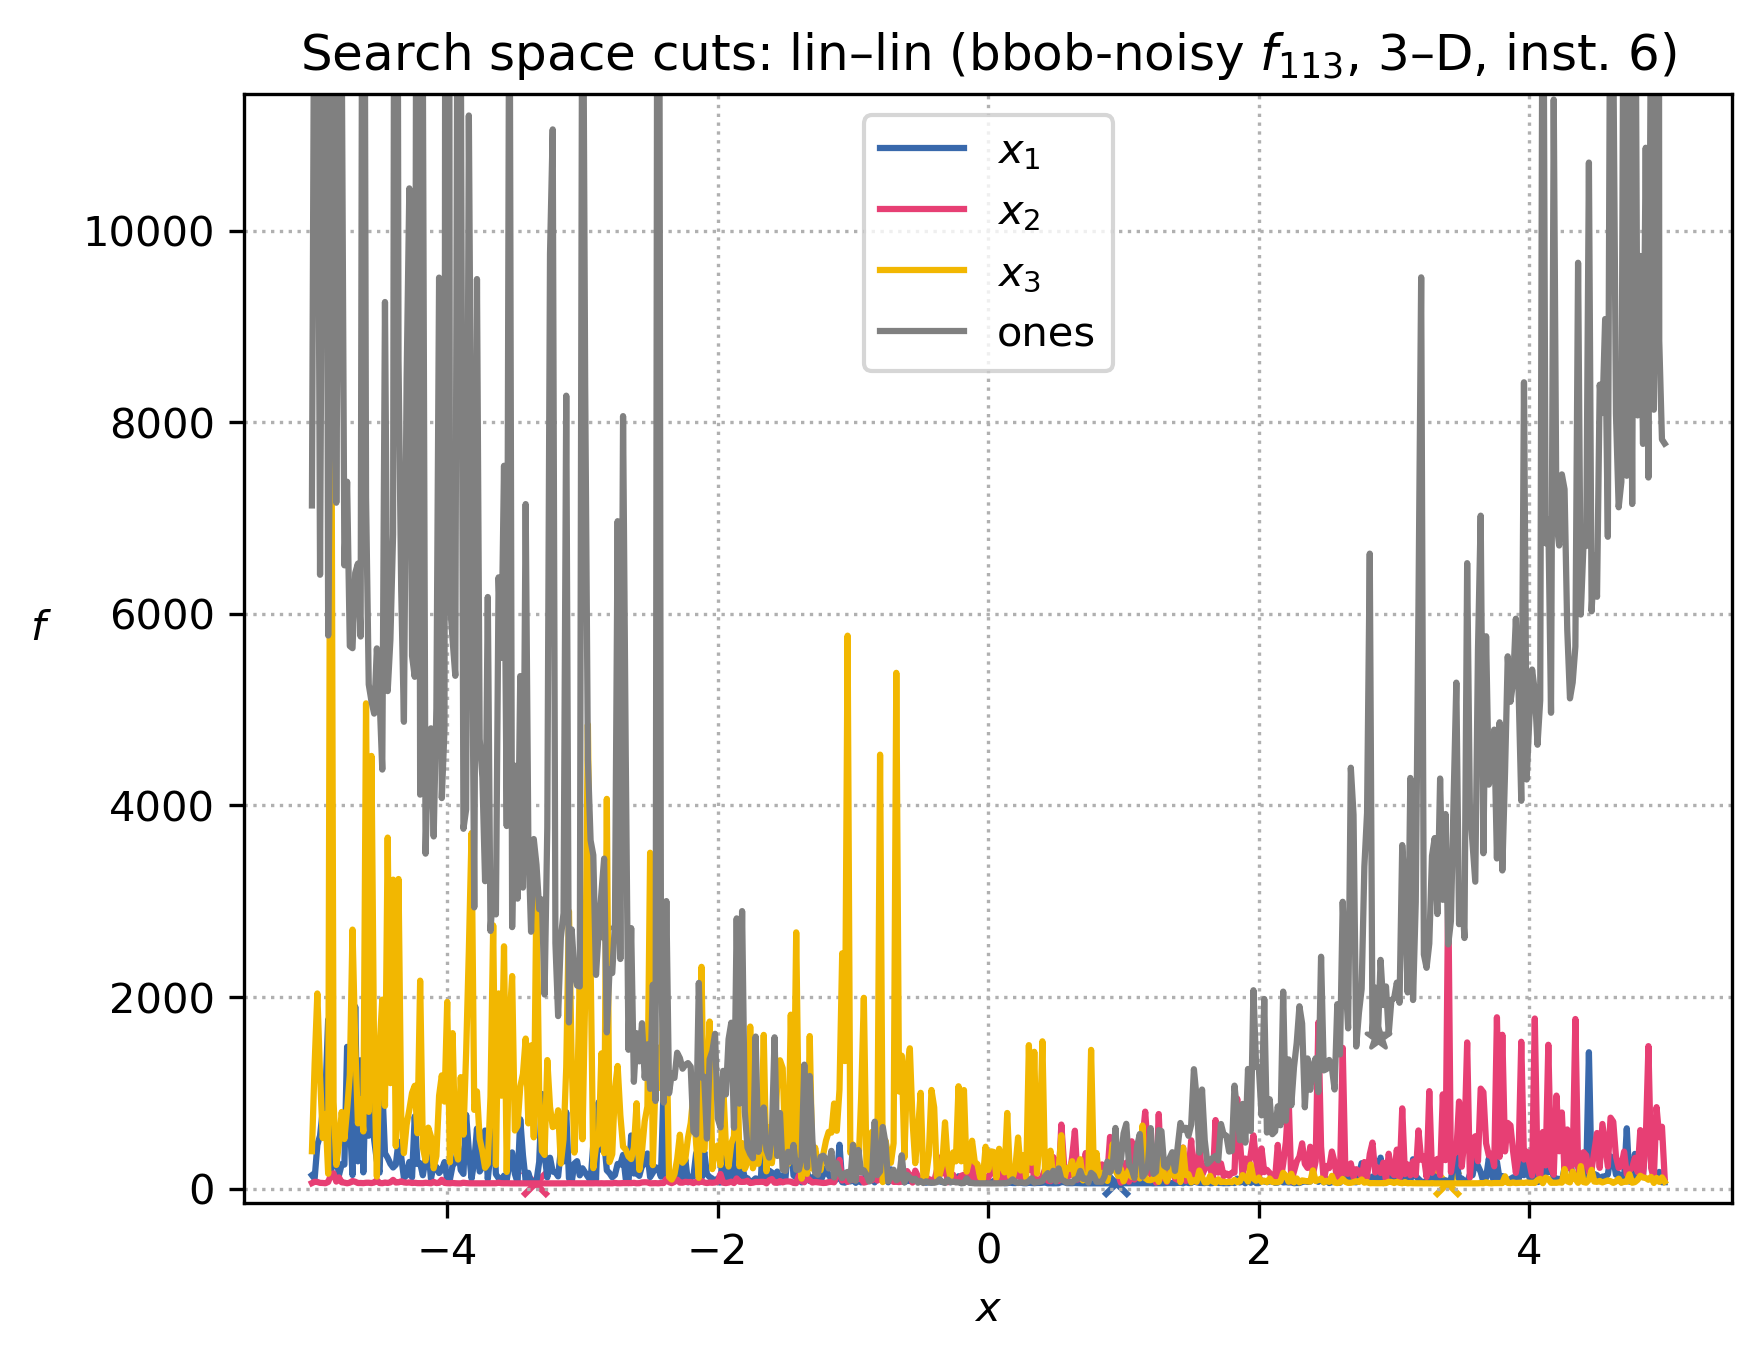 Search space cuts: lin–lin (bbob-noisy f₁₁₃, 3–D, inst. 6)
x₁
x₂
x₃
ones
10000
8000
6000
4000
2000
0
f
−4
−2
0
2
4
x